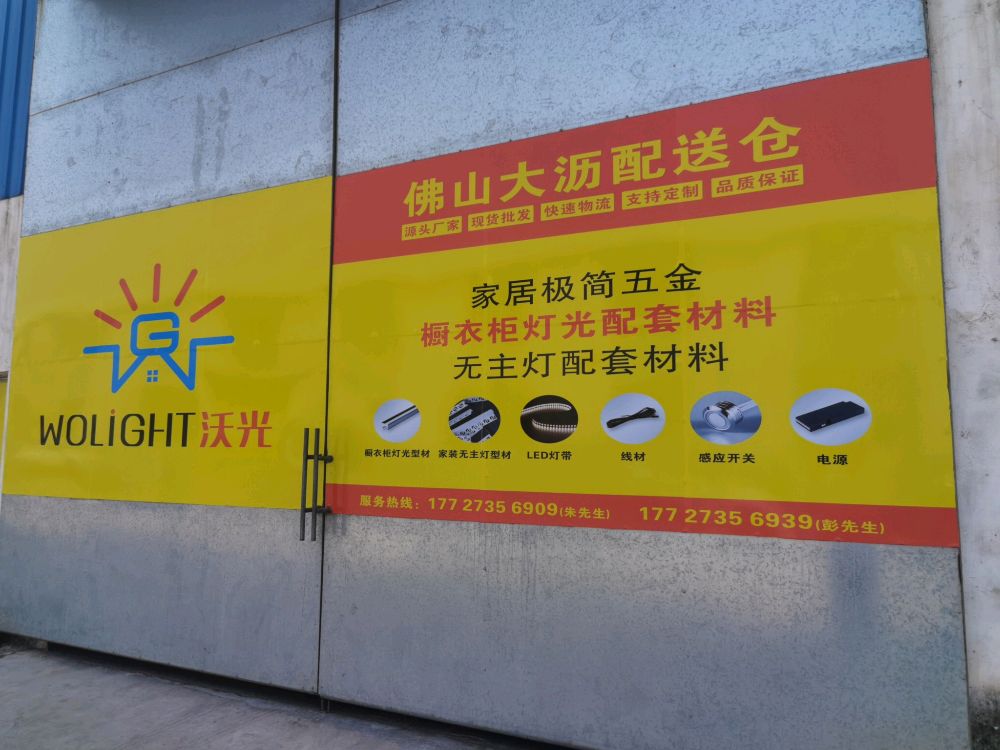 佛山大沥配送仓
源头厂家 现货批发 快速物流 支持定制 品质保证
家居极简五金
橱衣柜灯光配套材料
无主灯配套材料
WOLiGHT沃光
橱衣柜灯光型材 家装无主灯型材 LED灯带 线材 感应开关 电源
服务热线：177 2735 6909(朱先生) 177 2735 6939(彭先生)